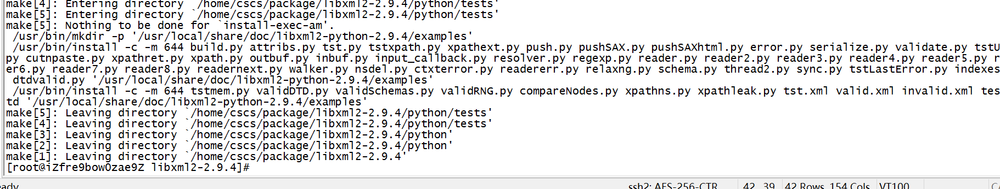 make[4]: Entering directory `/home/cscs/package/libxml2-2.9.4/python/tests'
make[5]: Entering directory `/home/cscs/package/libxml2-2.9.4/python/tests'
make[5]: Nothing to be done for `install-exec-am'.
 /usr/bin/mkdir -p '/usr/local/share/doc/libxml2-python-2.9.4/examples'
 /usr/bin/install -c -m 644 build.py attribs.py tst.py tstxpath.py xpathext.py push.py pushSAX.py pushSAXhtml.py error.py serialize.py validate.py tstU
py cutnpaste.py xpathret.py xpath.py outbuf.py inbuf.py input_callback.py resolver.py regexp.py reader.py reader2.py reader3.py reader4.py reader5.py r
er6.py reader7.py reader8.py readernext.py walker.py nsdel.py ctxterror.py readererr.py relaxng.py schema.py thread2.py sync.py tstLastError.py indexes
 dtdvalid.py '/usr/local/share/doc/libxml2-python-2.9.4/examples'
 /usr/bin/install -c -m 644 tstmem.py validDTD.py validSchemas.py validRNG.py compareNodes.py xpathns.py xpathleak.py tst.xml valid.xml invalid.xml tes
td '/usr/local/share/doc/libxml2-python-2.9.4/examples'
make[5]: Leaving directory `/home/cscs/package/libxml2-2.9.4/python/tests'
make[4]: Leaving directory `/home/cscs/package/libxml2-2.9.4/python/tests'
make[3]: Leaving directory `/home/cscs/package/libxml2-2.9.4/python'
make[2]: Leaving directory `/home/cscs/package/libxml2-2.9.4/python'
make[1]: Leaving directory `/home/cscs/package/libxml2-2.9.4'
[root@iZfre9bowOzae9Z libxml2-2.9.4]#
eady ssh2: AES-256-CTR 42, 39 42 Rows, 154 Cols VT100